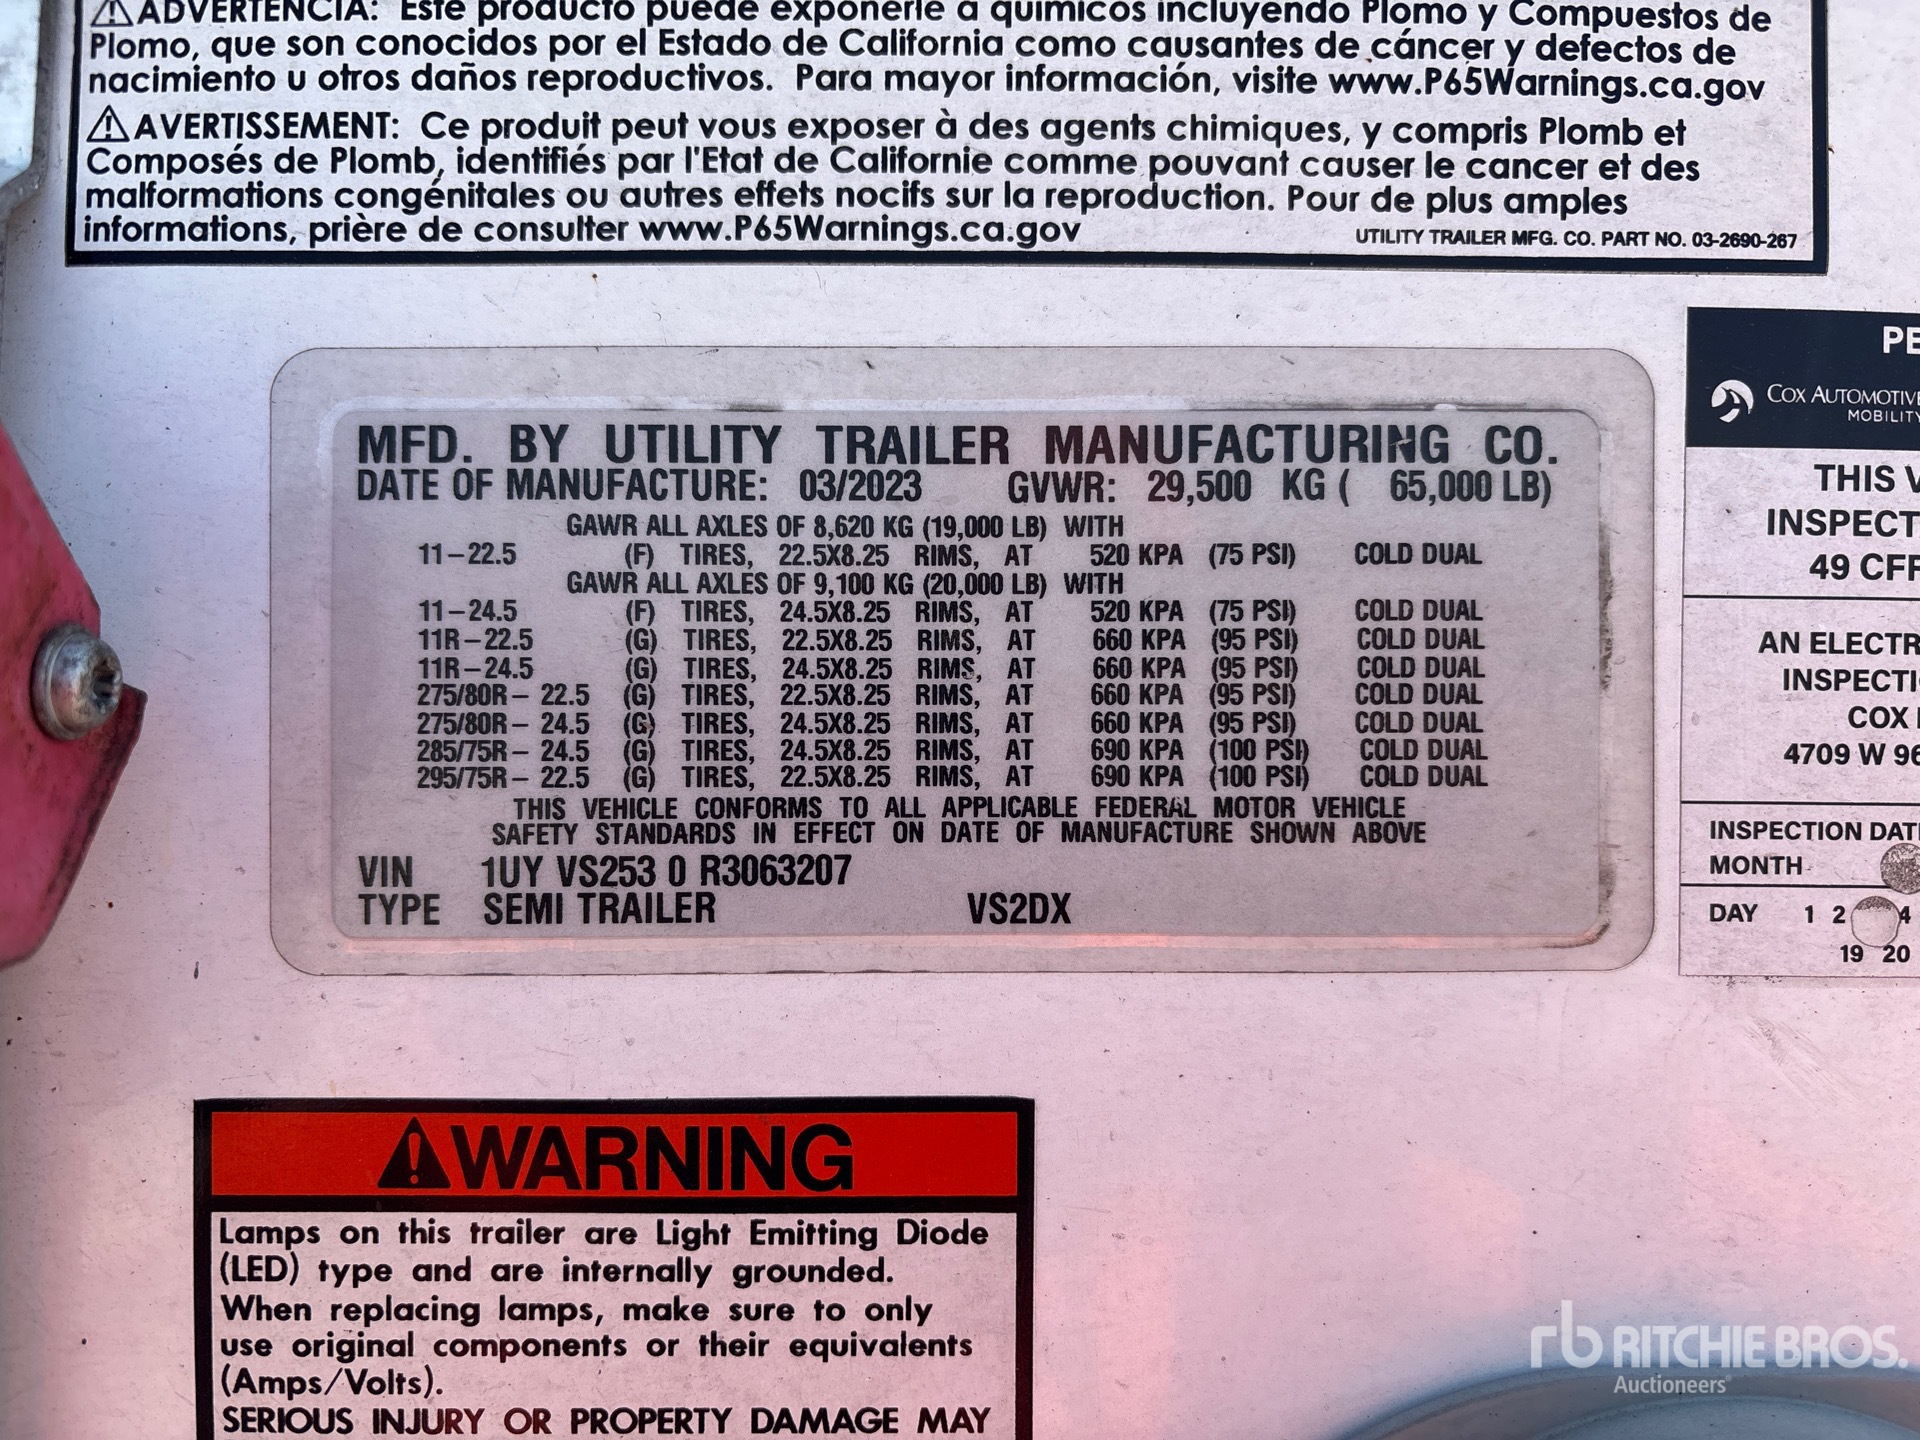 ⚠ADVERTENCIA: Este producto puede exponerle a químicos incluyendo Plomo y Compuestos de
Plomo, que son conocidos por el Estado de California como causantes de cáncer y defectos de
nacimiento u otros daños reproductivos. Para mayor información, visite www.P65Warnings.ca.gov
⚠AVERTISSEMENT: Ce produit peut vous exposer à des agents chimiques, y compris Plomb et
Composés de Plomb, identifiés par l'Etat de Californie comme pouvant causer le cancer et des
malformations congénitales ou autres effets nocifs sur la reproduction. Pour de plus amples
informations, prière de consulter www.P65Warnings.ca.gov
UTILITY TRAILER MFG. CO. PART NO. 03-2690-267
MFD. BY UTILITY TRAILER MANUFACTURING CO.
DATE OF MANUFACTURE: 03/2023 GVWR: 29,500 KG ( 65,000 LB)
GAWR ALL AXLES OF 8,620 KG (19,000 LB) WITH
11-22.5 (F) TIRES, 22.5X8.25 RIMS, AT 520 KPA (75 PSI) COLD DUAL
GAWR ALL AXLES OF 9,100 KG (20,000 LB) WITH
11-24.5 (F) TIRES, 24.5X8.25 RIMS, AT 520 KPA (75 PSI) COLD DUAL
11R-22.5 (G) TIRES, 22.5X8.25 RIMS, AT 660 KPA (95 PSI) COLD DUAL
11R-24.5 (G) TIRES, 24.5X8.25 RIMS, AT 660 KPA (95 PSI) COLD DUAL
275/80R- 22.5 (G) TIRES, 22.5X8.25 RIMS, AT 660 KPA (95 PSI) COLD DUAL
275/80R- 24.5 (G) TIRES, 24.5X8.25 RIMS, AT 660 KPA (95 PSI) COLD DUAL
285/75R- 24.5 (G) TIRES, 24.5X8.25 RIMS, AT 690 KPA (100 PSI) COLD DUAL
295/75R- 22.5 (G) TIRES, 22.5X8.25 RIMS, AT 690 KPA (100 PSI) COLD DUAL
THIS VEHICLE CONFORMS TO ALL APPLICABLE FEDERAL MOTOR VEHICLE
SAFETY STANDARDS IN EFFECT ON DATE OF MANUFACTURE SHOWN ABOVE
VIN 1UY VS253 0 R3063207
TYPE SEMI TRAILER VS2DX
PE
COX AUTOMOTIVE
MOBILITY
THIS V
INSPECT
49 CFR
AN ELECTR
INSPECTI
COX
4709 W 96
INSPECTION DATE
MONTH
DAY 1 2 4
19 20
⚠WARNING
Lamps on this trailer are Light Emitting Diode
(LED) type and are internally grounded.
When replacing lamps, make sure to only
use original components or their equivalents
(Amps/Volts).
SERIOUS INJURY OR PROPERTY DAMAGE MAY
rb RITCHIE BROS.
Auctioneers